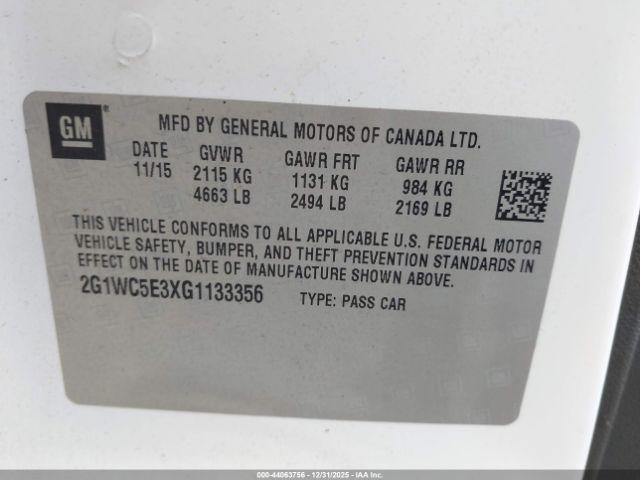 GM ®
MFD BY GENERAL MOTORS OF CANADA LTD.
DATE GVWR GAWR FRT GAWR RR
11/15 2115 KG 1131 KG 984 KG
4663 LB 2494 LB 2169 LB
THIS VEHICLE CONFORMS TO ALL APPLICABLE U.S. FEDERAL MOTOR
VEHICLE SAFETY, BUMPER, AND THEFT PREVENTION STANDARDS IN
EFFECT ON THE DATE OF MANUFACTURE SHOWN ABOVE.
2G1WC5E3XG1133356 TYPE: PASS CAR
000-44063756 - 12/31/2025 - IAA Inc.